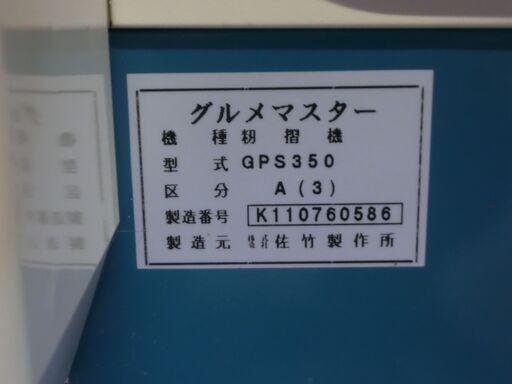 グルメマスター
機種 籾摺機
型式 GPS350
区分 A(3)
製造番号 K110760586
製造元 株式会社 佐竹製作所